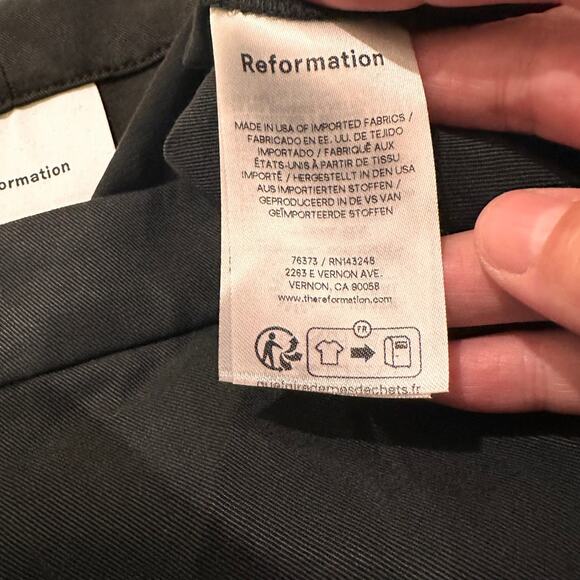 Reformation
MADE IN USA OF IMPORTED FABRICS /
FABRICADO EN EE. UU. DE TEJIDO
IMPORTADO / FABRIQUÉ AUX
ÉTATS-UNIS À PARTIR DE TISSU
IMPORTÉ / HERGESTELLT IN DEN USA
AUS IMPORTIERTEN STOFFEN /
GEPRODUCEERD IN DE VS VAN
GEÏMPORTEERDE STOFFEN
76373 / RN143248
2263 E VERNON AVE.
VERNON, CA 90058
www.thereformation.com
FR
quefairedemesdechets.fr
ormation